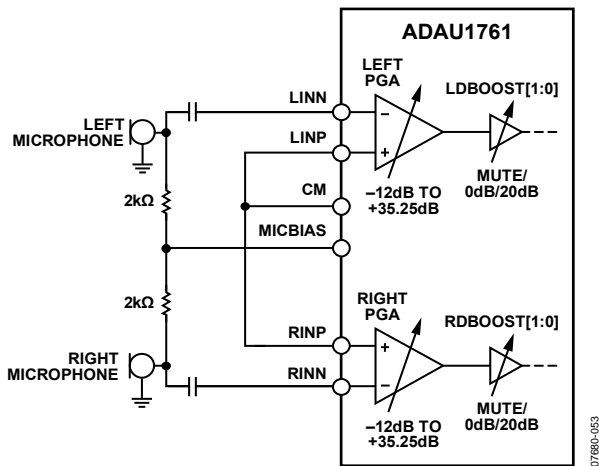 ADAU1761
LEFT
PGA
LDBOOST[1:0]
LINN
LEFT
MICROPHONE
LINP
–12dB TO
+35.25dB
MUTE/
0dB/20dB
CM
2kΩ
MICBIAS
2kΩ
RIGHT
PGA
RDBOOST[1:0]
RINP
RIGHT
MICROPHONE
RINN
–12dB TO
+35.25dB
MUTE/
0dB/20dB
07680-053